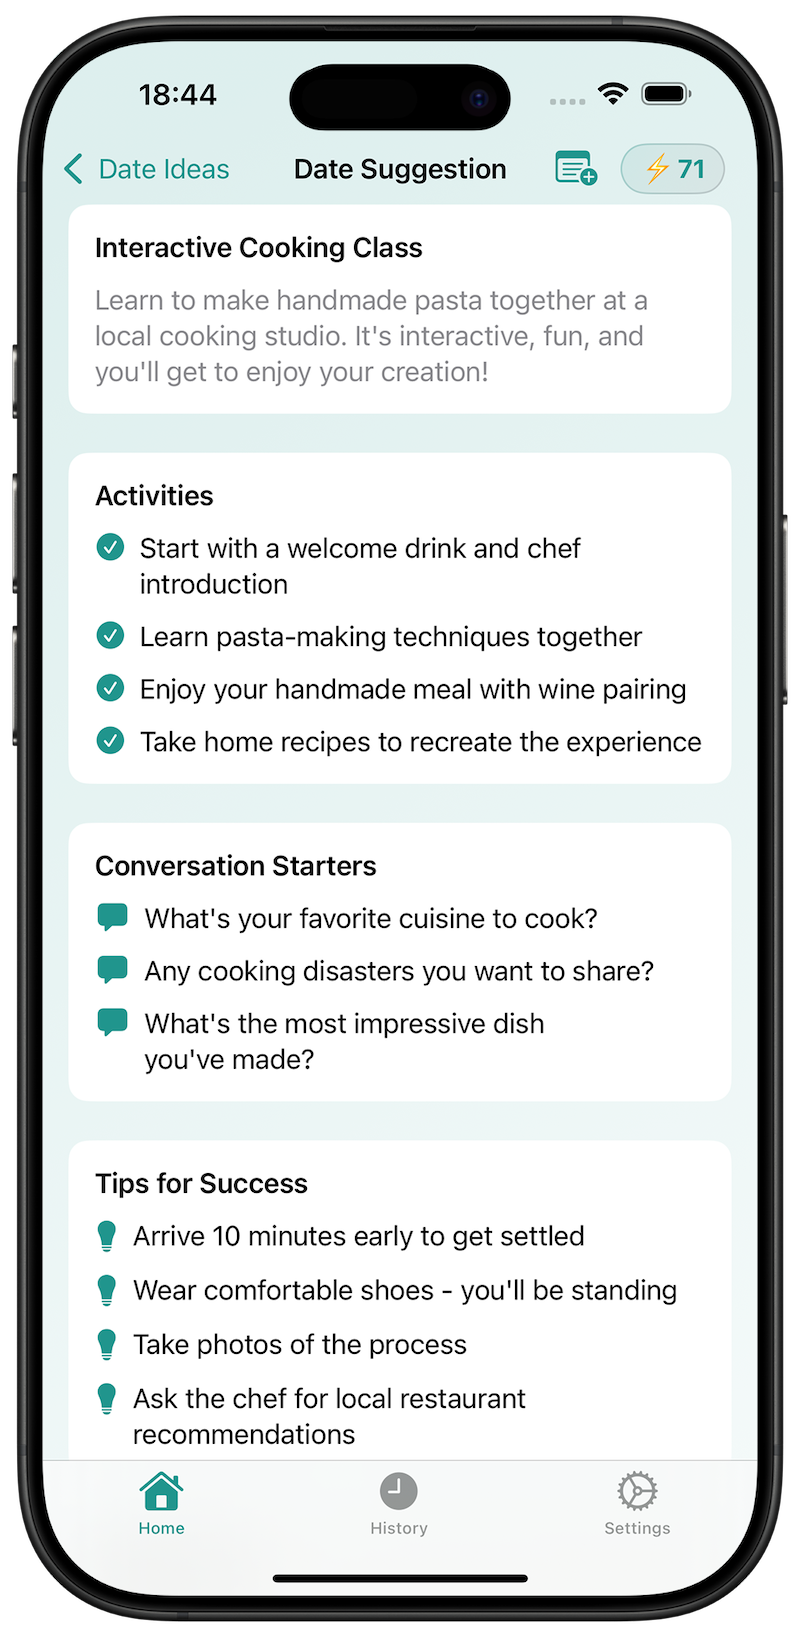 18:44
Date Ideas
Date Suggestion
71
Interactive Cooking Class
Learn to make handmade pasta together at a
local cooking studio. It's interactive, fun, and
you'll get to enjoy your creation!
Activities
Start with a welcome drink and chef
introduction
Learn pasta-making techniques together
Enjoy your handmade meal with wine pairing
Take home recipes to recreate the experience
Conversation Starters
What's your favorite cuisine to cook?
Any cooking disasters you want to share?
What's the most impressive dish
you've made?
Tips for Success
Arrive 10 minutes early to get settled
Wear comfortable shoes - you'll be standing
Take photos of the process
Ask the chef for local restaurant
recommendations
Home
History
Settings